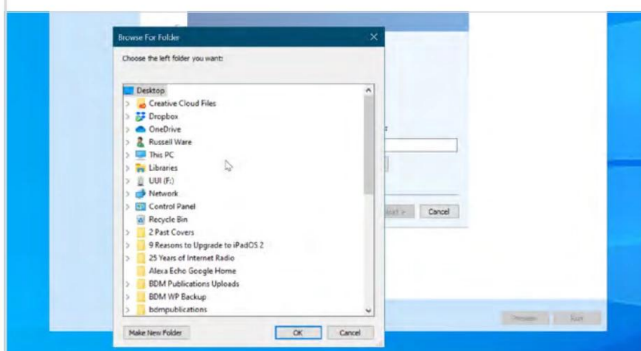 Browse For Folder
Choose the left folder you want:
Desktop
Creative Cloud Files
Dropbox
OneDrive
Russell Ware
This PC
Libraries
UUI (F:)
Network
Control Panel
Recycle Bin
2 Past Covers
9 Reasons to Upgrade to iPadOS 2
25 Years of Internet Radio
Alexa Echo Google Home
BDM Publications Uploads
BDM WP Backup
bdmpublications
Cancel
Make New Folder
OK
Cancel